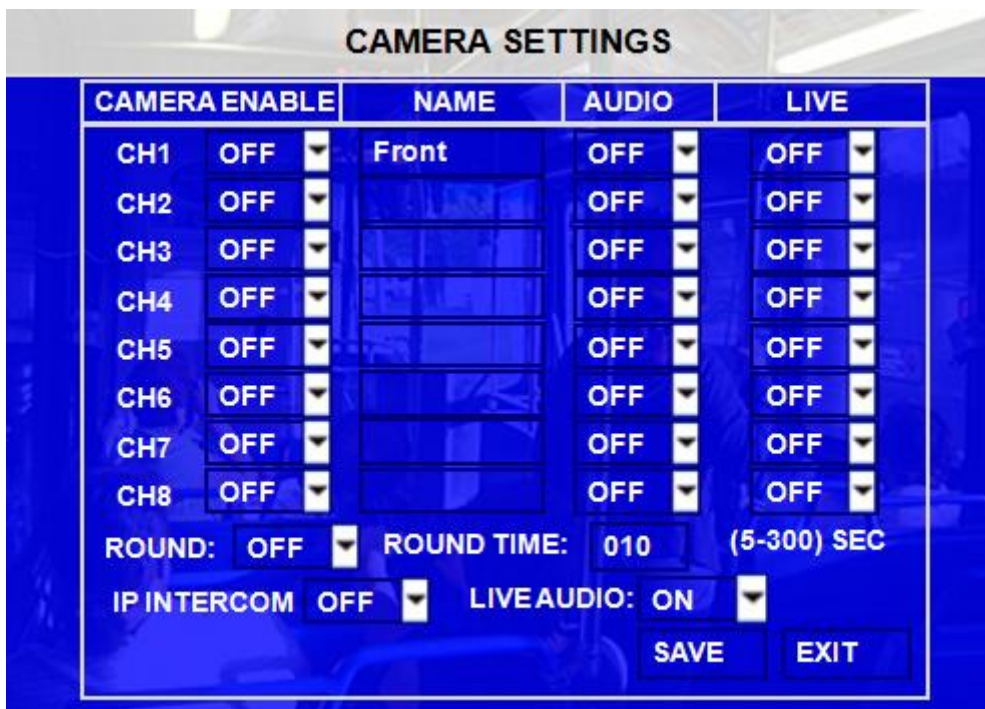 CAMERA SETTINGS
CAMERA ENABLE NAME AUDIO LIVE
CH1 OFF Front OFF OFF
CH2 OFF OFF OFF
CH3 OFF OFF OFF
CH4 OFF OFF OFF
CH5 OFF OFF OFF
CH6 OFF OFF OFF
CH7 OFF OFF OFF
CH8 OFF OFF OFF
ROUND: OFF ROUND TIME: 010 (5-300) SEC
IP INTERCOM OFF LIVE AUDIO: ON
SAVE EXIT